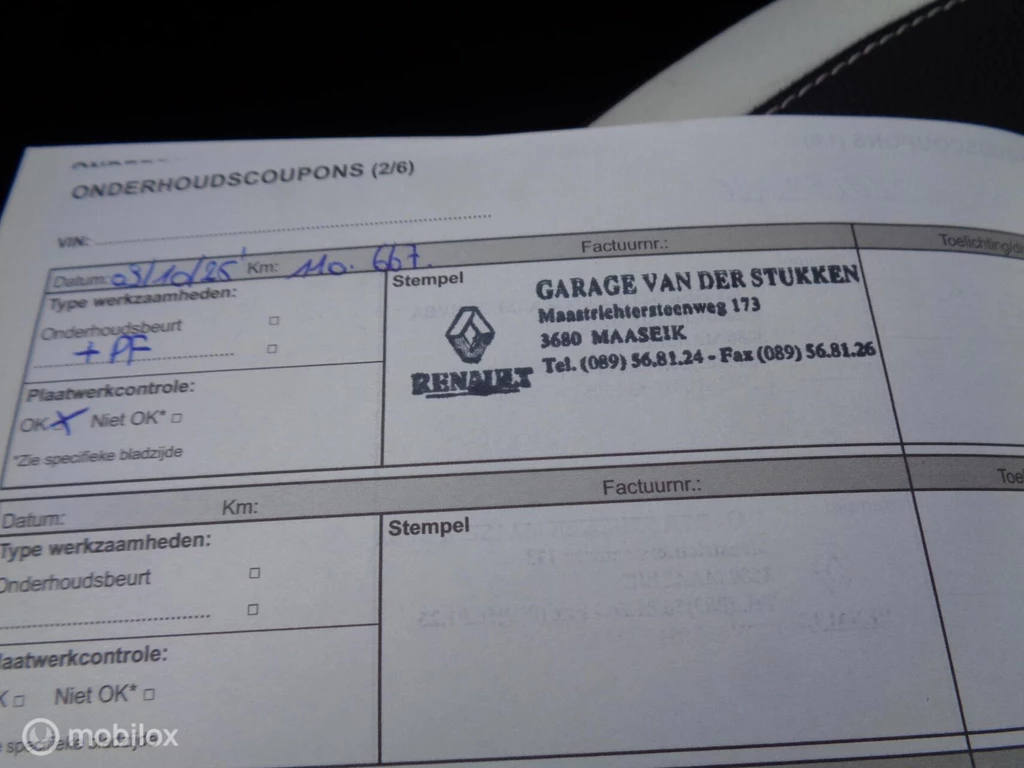 ONDERHOUDSCOUPONS (2/6)
VIN:
Datum: 03/10/25 Km: 110.667. Factuurnr.:
Type werkzaamheden:
Onderhoudsbeurt
+ PF
Plaatwerkcontrole:
OK X Niet OK*
*Zie specifieke bladzijde
Stempel
GARAGE VAN DER STUKKEN
Maastrichtersteenweg 173
3680 MAASEIK
Tel. (089) 56.81.24 - Fax (089) 56.81.26
RENAULT
Datum: Km: Factuurnr.:
Type werkzaamheden:
Onderhoudsbeurt
Plaatwerkcontrole:
Niet OK*
specifieke bladzijde
Stempel
mobilox